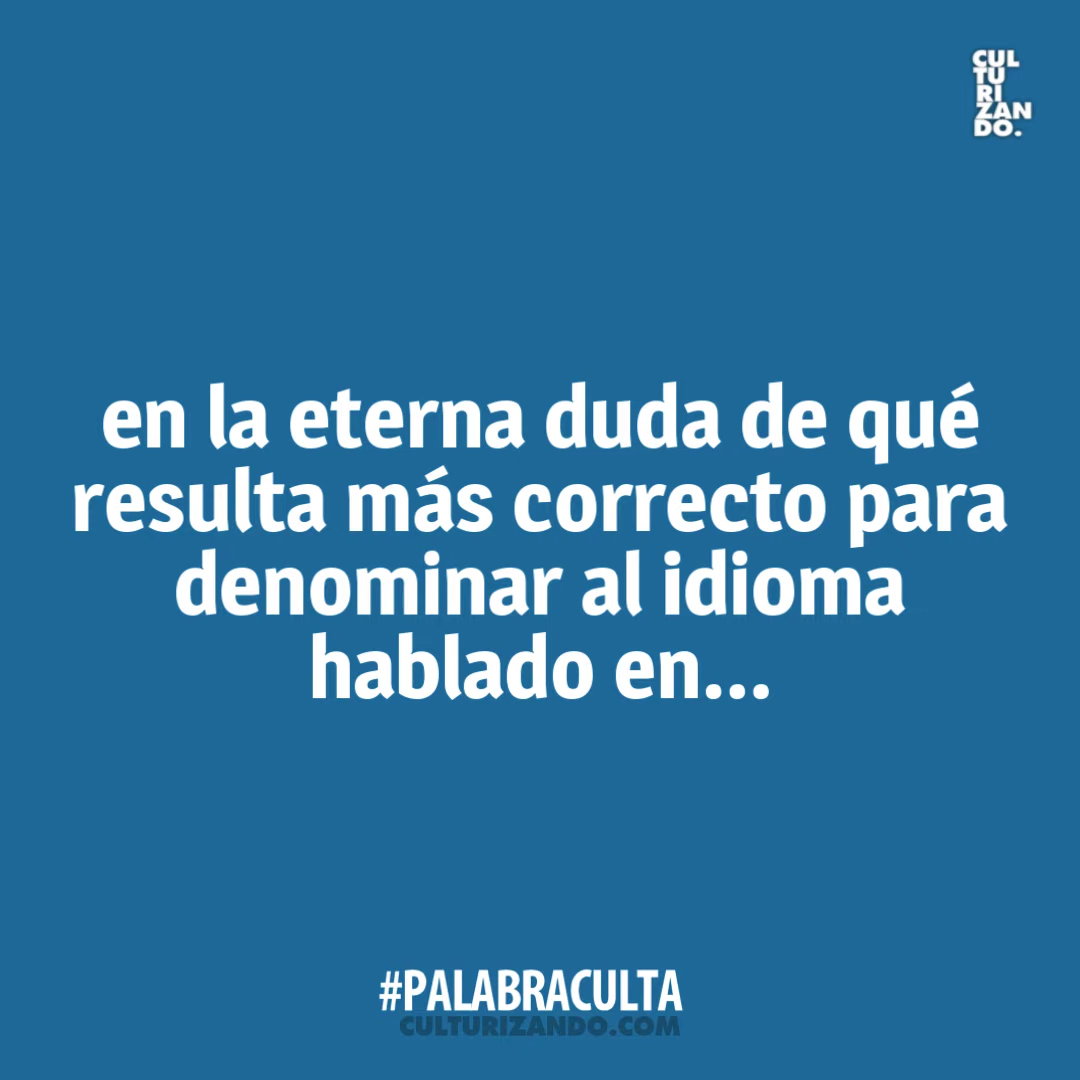 CUL
TU
RI
ZAN
DO.
en la eterna duda de qué
resulta más correcto para
denominar al idioma
hablado en...
#PALABRACULTA
CULTURIZANDO.COM